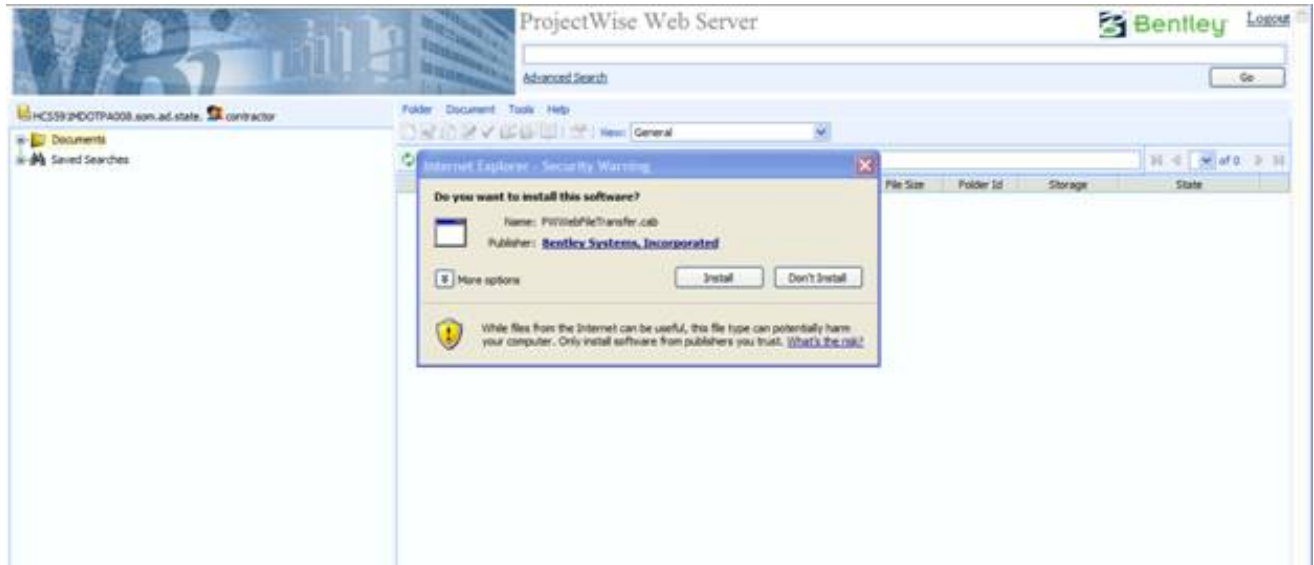 V8i
ProjectWise Web Server
Bentley
Logout
Advanced Search
Go
contractor
Documents
Saved Searches
Folder Document Tools Help
View: General
of 0
File Size Folder Id Storage State
Internet Explorer - Security Warning
Do you want to install this software?
Name: PWWebFileTransfer.cab
Publisher: Bentley Systems, Incorporated
More options
Install Don't Install
While files from the Internet can be useful, this file type can potentially harm
your computer. Only install software from publishers you trust. What's the risk?